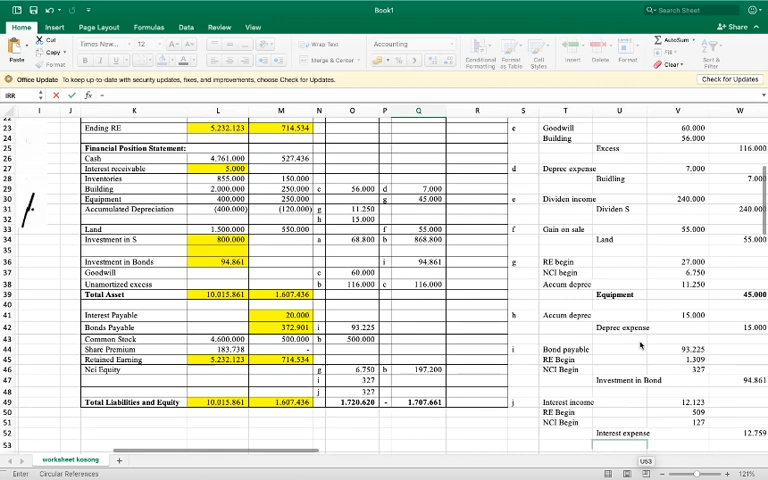 Book1
Search Sheet
Home Insert Page Layout Formulas Data Review View
Share
Paste
Cut
Copy
Format
Times New... 12
Wrap Text
Merge & Center
Accounting
Conditional Formatting
Format as Table
Cell Styles
Insert
Delete
Format
AutoSum
Fill
Clear
Sort & Filter
Office Update To keep up-to-date with security updates, fixes, and improvements, choose Check for Updates.
Check for Updates
IRR fx =
I J K L M N O P Q R S T U V W
23 Ending RE 5.232.123 714.534 c Goodwill 60.000
24 Building 56.000
25 Financial Position Statement: Excess 116.000
26 Cash 4.761.000 527.436
27 Interest receivable 5.000 d Deprec expense 7.000
28 Inventories 855.000 150.000 Buidling 7.000
29 Building 2.000.000 250.000 c 56.000 d 7.000
30 Equipment 400.000 250.000 g 45.000 e Dividen income 240.000
31 Accumulated Depreciation (400.000) (120.000) g 11.250 Dividen S 240.000
32 h 15.000
33 Land 1.500.000 550.000 f 55.000 f Gain on sale 55.000
34 Investment in S 800.000 a 68.800 b 868.800 Land 55.000
35
36 Investment in Bonds 94.861 i 94.861 g RE begin 27.000
37 Goodwill c 60.000 NCI begin 6.750
38 Unamortized excess b 116.000 c 116.000 Accum deprec 11.250
39 Total Asset 10.015.861 1.607.436 Equipment 45.000
40
41 Interest Payable 20.000 h Accum deprec 15.000
42 Bonds Payable 372.901 i 93.225 Deprec expense 15.000
43 Common Stock 4.600.000 500.000 b 500.000
44 Share Premium 183.738 - i Bond payable 93.225
45 Retained Earning 5.232.123 714.534 RE Begin 1.309
46 Nci Equity g 6.750 b 197.200 NCI Begin 327
47 i 327 Investment in Bond 94.861
48 j 327
49 Total Liabilities and Equity 10.015.861 1.607.436 1.720.620 - 1.707.661 j Interest income 12.123
50 RE Begin 509
51 NCI Begin 127
52 Interest expense 12.759
53
U53
worksheet kosong
Enter Circular References
121%